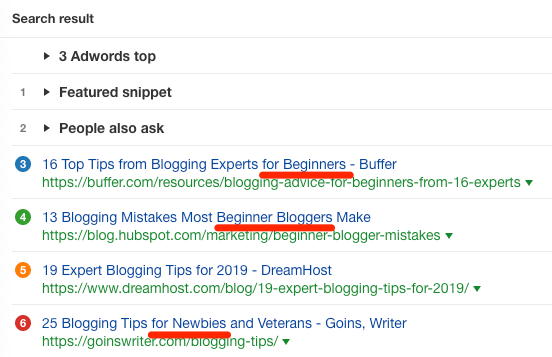 Search result
3 Adwords top
1 Featured snippet
2 People also ask
3 16 Top Tips from Blogging Experts for Beginners - Buffer
https://buffer.com/resources/blogging-advice-for-beginners-from-16-experts
4 13 Blogging Mistakes Most Beginner Bloggers Make
https://blog.hubspot.com/marketing/beginner-blogger-mistakes
5 19 Expert Blogging Tips for 2019 - DreamHost
https://www.dreamhost.com/blog/19-expert-blogging-tips-for-2019/
6 25 Blogging Tips for Newbies and Veterans - Goins, Writer
https://goinswriter.com/blogging-tips/